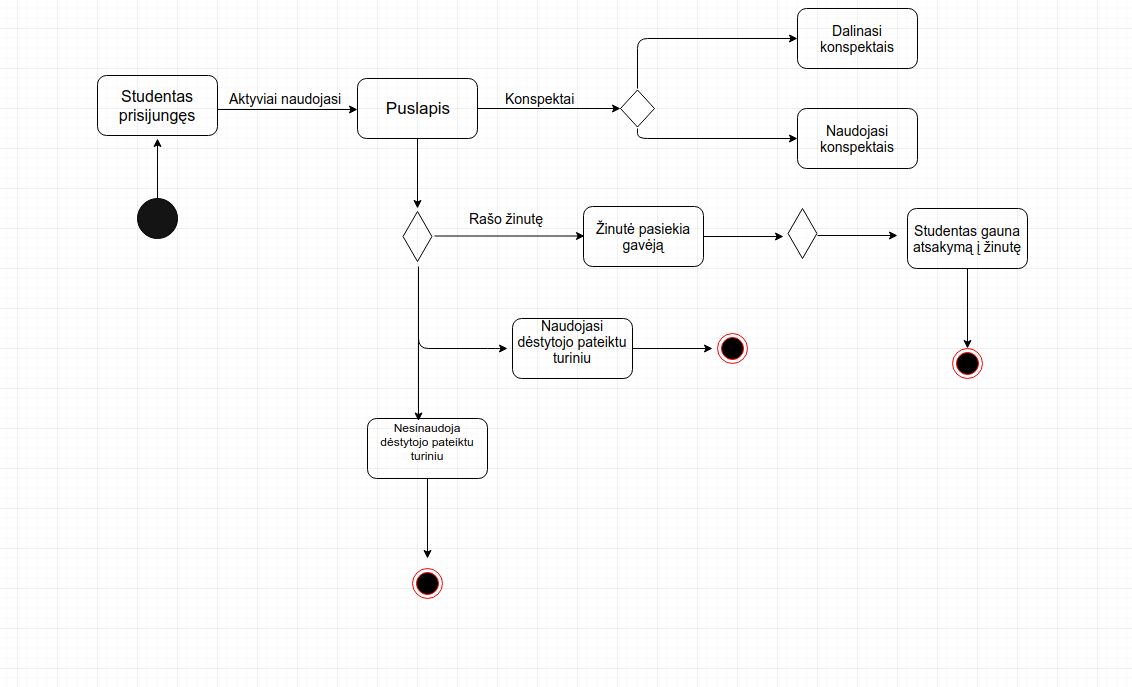 Dalinasi
konspektais
Studentas
prisijungęs
Aktyviai naudojasi
Puslapis
Konspektai
Naudojasi
konspektais
Rašo žinutę
Žinutė pasiekia
gavėją
Studentas gauna
atsakymą į žinutę
Naudojasi
dėstytojo pateiktu
turiniu
Nesinaudoja
dėstytojo pateiktu
turiniu